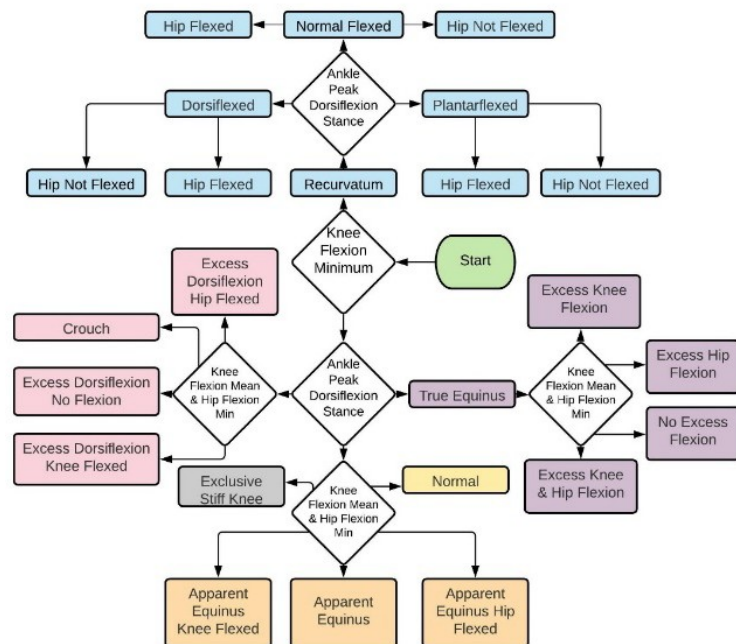 Hip Flexed
Normal Flexed
Hip Not Flexed
Ankle
Peak
Dorsiflexion
Stance
Dorsiflexed
Plantarflexed
Hip Not Flexed
Hip Flexed
Recurvatum
Hip Flexed
Hip Not Flexed
Knee
Flexion
Minimum
Start
Excess
Dorsiflexion
Hip Flexed
Excess Knee
Flexion
Crouch
Knee
Flexion Mean
& Hip Flexion
Min
Ankle
Peak
Dorsiflexion
Stance
True Equinus
Knee
Flexion Mean
& Hip Flexion
Min
Excess Hip
Flexion
Excess Dorsiflexion
No Flexion
No Excess
Flexion
Excess Dorsiflexion
Knee Flexed
Exclusive
Stiff Knee
Knee
Flexion Mean
& Hip Flexion
Min
Normal
Excess Knee
& Hip Flexion
Apparent
Equinus
Knee Flexed
Apparent
Equinus
Apparent
Equinus Hip
Flexed